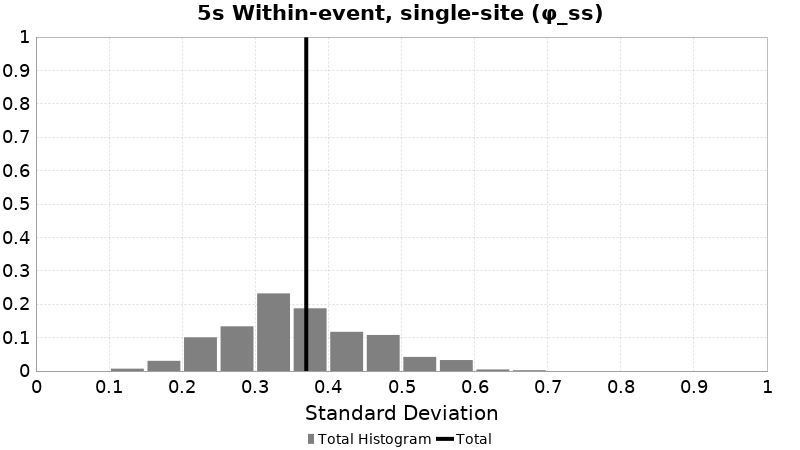 5s Within-event, single-site (φ_ss)
1
0.9
0.8
0.7
0.6
0.5
0.4
0.3
0.2
0.1
0
0 0.1 0.2 0.3 0.4 0.5 0.6 0.7 0.8 0.9 1
Standard Deviation
Total Histogram Total